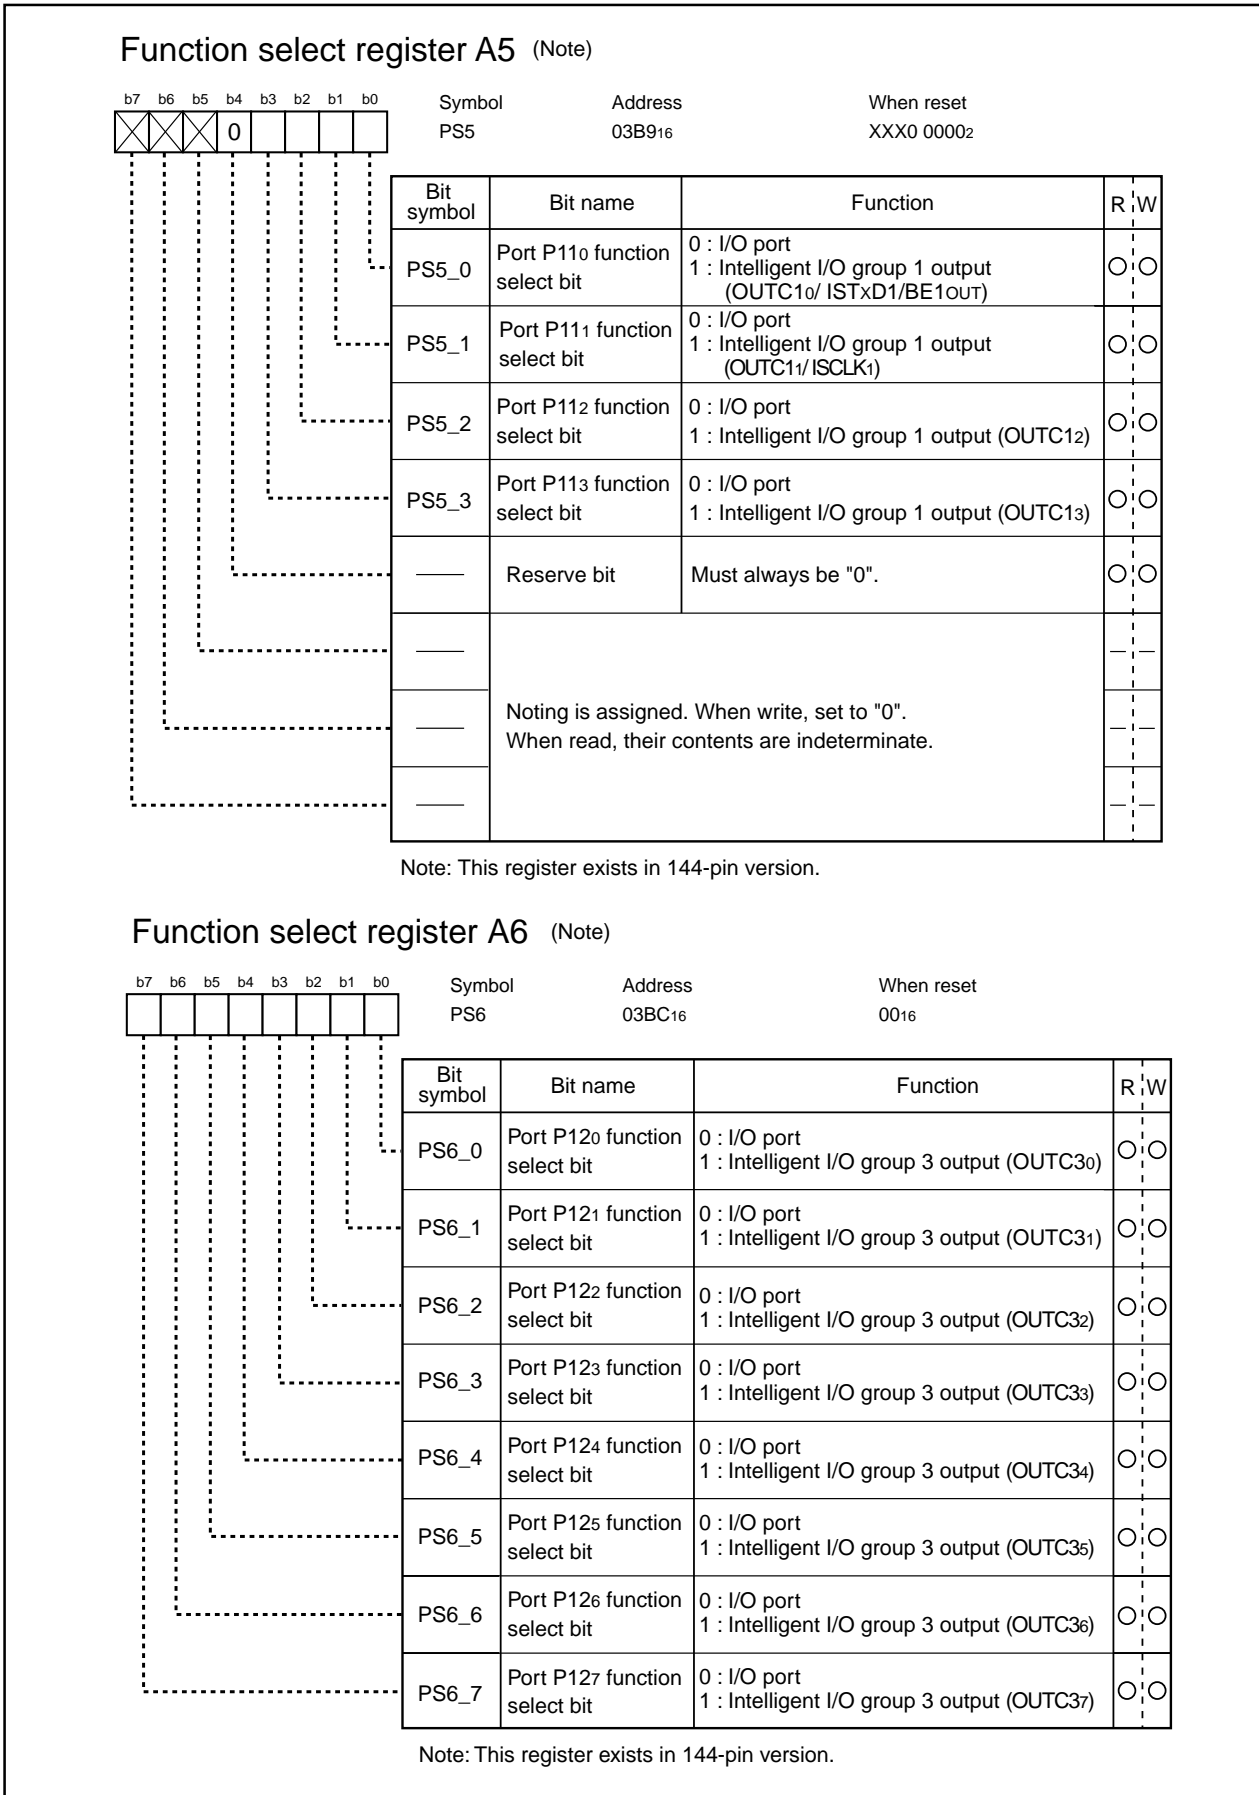 Function select register A5 (Note)
b7 b6 b5 b4 b3 b2 b1 b0
Symbol Address When reset
0
PS5 03B916 XXX0 00002
Bit symbol Bit name Function R W
PS5_0
Port P110 function
select bit
0 : I/O port
1 : Intelligent I/O group 1 output
(OUTC10/ ISTXD1/BE1OUT)
PS5_1
Port P111 function
select bit
0 : I/O port
1 : Intelligent I/O group 1 output
(OUTC11/ ISCLK1)
PS5_2
Port P112 function
select bit
0 : I/O port
1 : Intelligent I/O group 1 output (OUTC12)
PS5_3
Port P113 function
select bit
0 : I/O port
1 : Intelligent I/O group 1 output (OUTC13)
Reserve bit
Must always be "0".
Noting is assigned. When write, set to "0".
When read, their contents are indeterminate.
Note: This register exists in 144-pin version.
Function select register A6 (Note)
b7 b6 b5 b4 b3 b2 b1 b0
Symbol Address When reset
PS6 03BC16 0016
Bit symbol Bit name Function R W
PS6_0
Port P120 function
select bit
0 : I/O port
1 : Intelligent I/O group 3 output (OUTC30)
PS6_1
Port P121 function
select bit
0 : I/O port
1 : Intelligent I/O group 3 output (OUTC31)
PS6_2
Port P122 function
select bit
0 : I/O port
1 : Intelligent I/O group 3 output (OUTC32)
PS6_3
Port P123 function
select bit
0 : I/O port
1 : Intelligent I/O group 3 output (OUTC33)
PS6_4
Port P124 function
select bit
0 : I/O port
1 : Intelligent I/O group 3 output (OUTC34)
PS6_5
Port P125 function
select bit
0 : I/O port
1 : Intelligent I/O group 3 output (OUTC35)
PS6_6
Port P126 function
select bit
0 : I/O port
1 : Intelligent I/O group 3 output (OUTC36)
PS6_7
Port P127 function
select bit
0 : I/O port
1 : Intelligent I/O group 3 output (OUTC37)
Note: This register exists in 144-pin version.